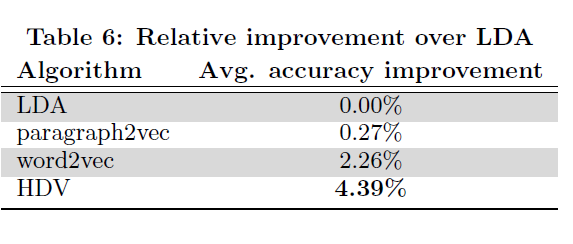 Table 6: Relative improvement over LDA
Algorithm Avg. accuracy improvement
LDA 0.00%
paragraph2vec 0.27%
word2vec 2.26%
HDV 4.39%